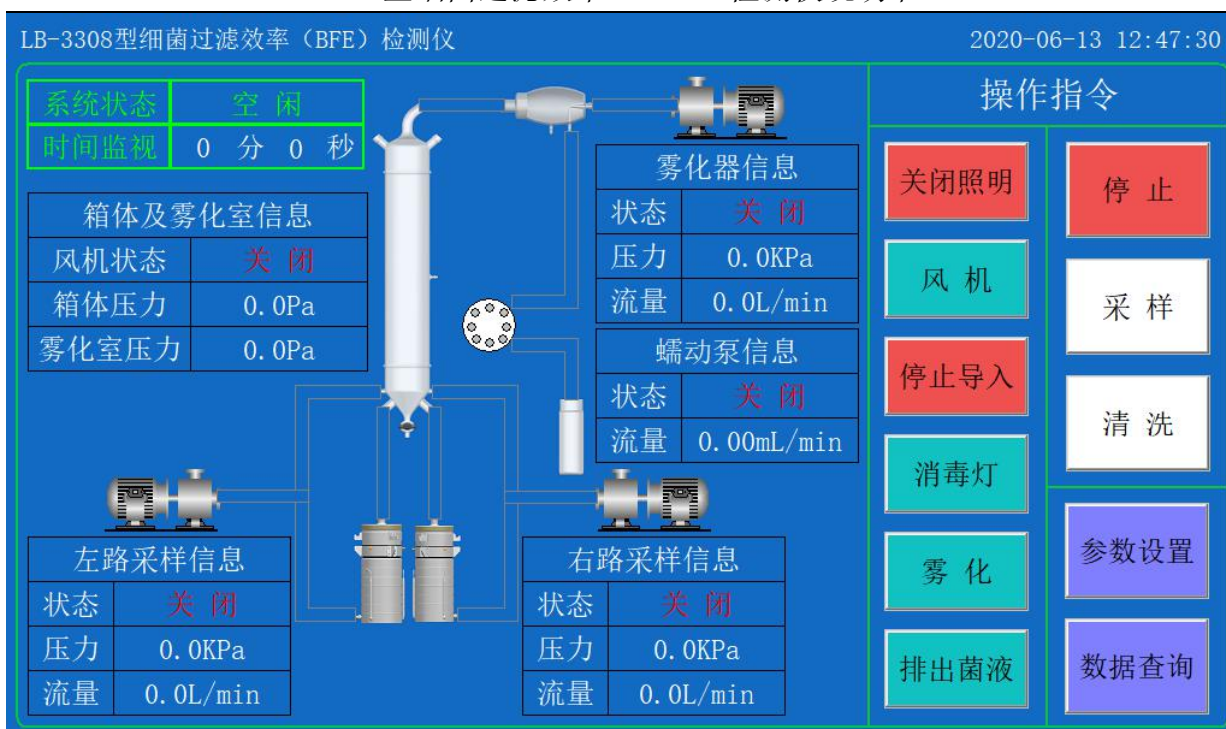 LB-3308型细菌过滤效率（BFE）检测仪
2020-06-13 12:47:30
系统状态 空 闲
时间监视 0 分 0 秒
箱体及雾化室信息
风机状态 关 闭
箱体压力 0.0Pa
雾化室压力 0.0Pa
雾化器信息
状态 关 闭
压力 0.0KPa
流量 0.0L/min
蠕动泵信息
状态 关 闭
流量 0.00mL/min
左路采样信息
状态 关 闭
压力 0.0KPa
流量 0.0L/min
右路采样信息
状态 关 闭
压力 0.0KPa
流量 0.0L/min
操作指令
关闭照明
风 机
停止导入
消毒灯
雾 化
排出菌液
停 止
采 样
清 洗
参数设置
数据查询